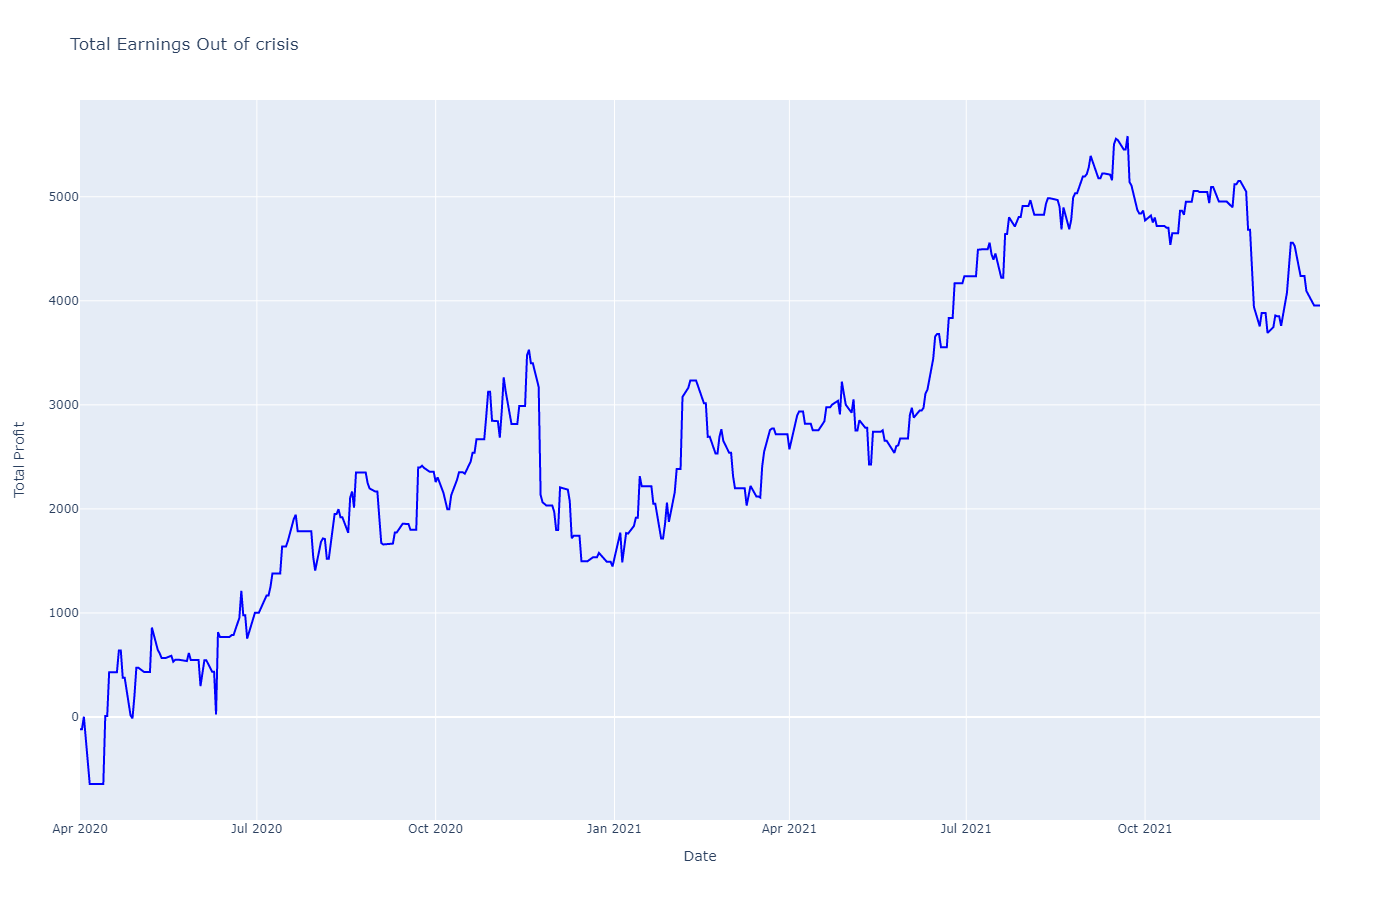 Total Earnings Out of crisis
Total Profit
5000
4000
3000
2000
1000
0
Apr 2020
Jul 2020
Oct 2020
Jan 2021
Apr 2021
Jul 2021
Oct 2021
Date